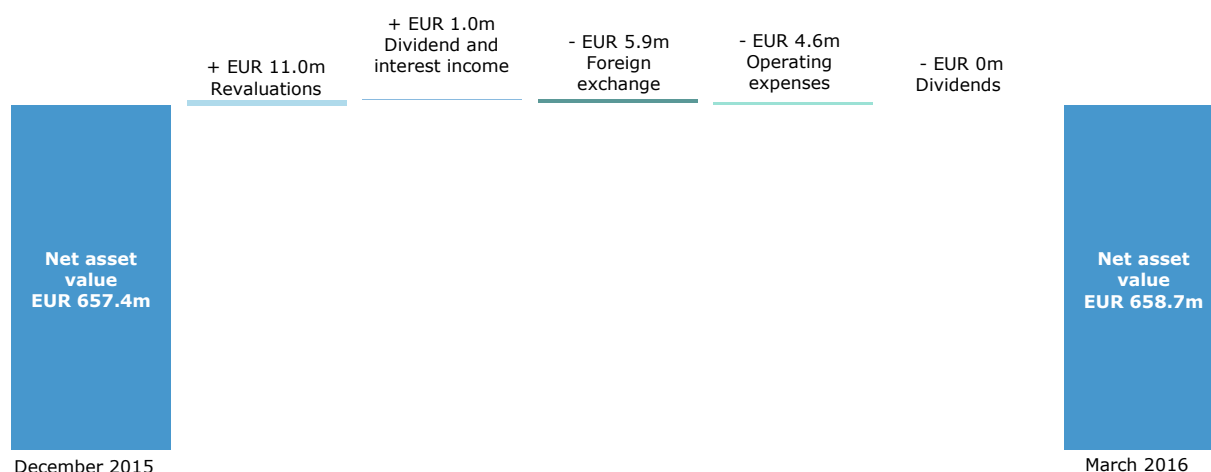 + EUR 11.0m
Revaluations
+ EUR 1.0m
Dividend and
interest income
- EUR 5.9m
Foreign
exchange
- EUR 4.6m
Operating
expenses
- EUR 0m
Dividends
Net asset
value
EUR 657.4m
December 2015
Net asset
value
EUR 658.7m
March 2016